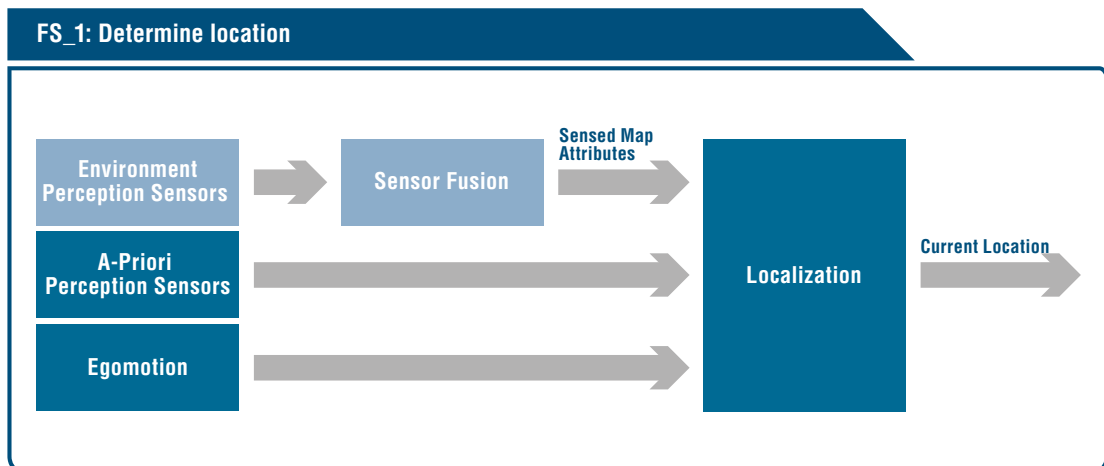 FS_1: Determine location
Environment
Perception Sensors
Sensor Fusion
Sensed Map
Attributes
A-Priori
Perception Sensors
Egomotion
Localization
Current Location